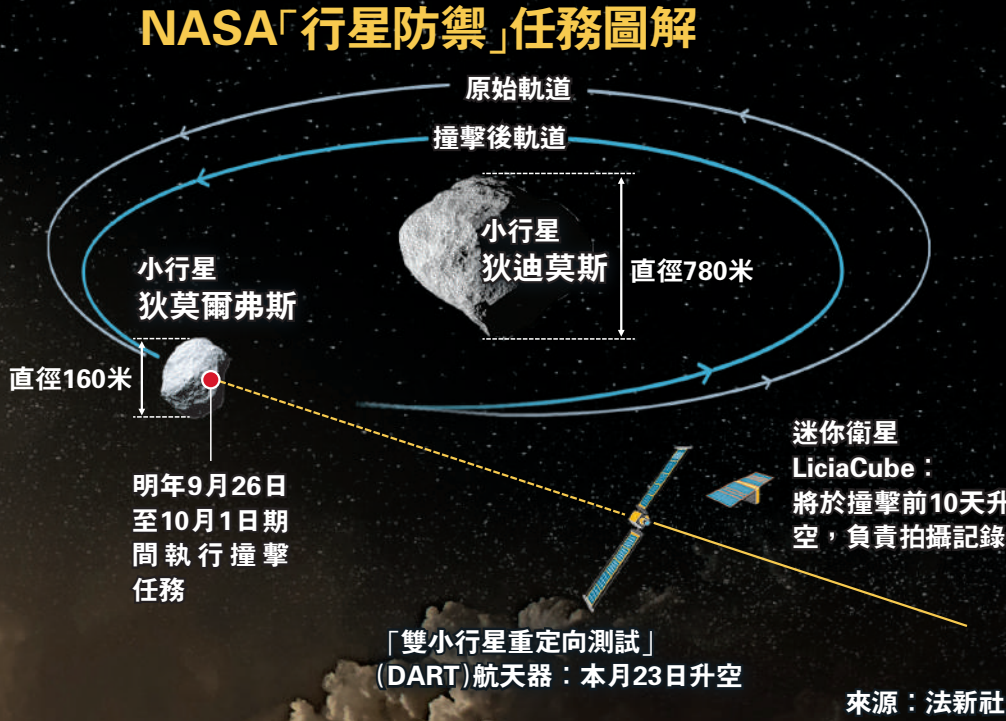 NASA「行星防禦」任務圖解
原始軌道
撞擊後軌道
小行星
狄迪莫斯
直徑780米
小行星
狄莫爾弗斯
直徑160米
明年9月26日
至10月1日期
間執行撞擊
任務
迷你衛星
LiciaCube：
將於撞擊前10天升
空，負責拍攝記錄
「雙小行星重定向測試」
(DART)航天器：本月23日升空
來源：法新社